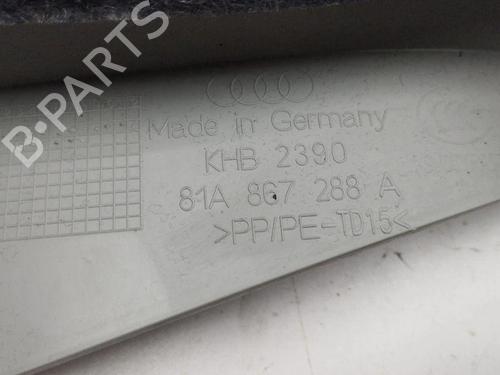 B-PARTS
Made in Germany
KHB 2390
81A 867 288 A
>PP/PE-TD15<